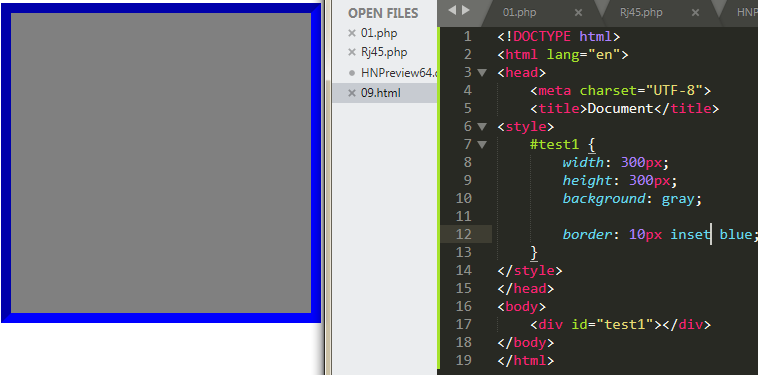 OPEN FILES
01.php
Rj45.php
HNPreview64.
09.html
01.php
Rj45.php
HNP
1 <!DOCTYPE html>
2 <html lang="en">
3 <head>
4 <meta charset="UTF-8">
5 <title>Document</title>
6 <style>
7 #test1 {
8 width: 300px;
9 height: 300px;
10 background: gray;
11
12 border: 10px inset blue;
13 }
14 </style>
15 </head>
16 <body>
17 <div id="test1"></div>
18 </body>
19 </html>